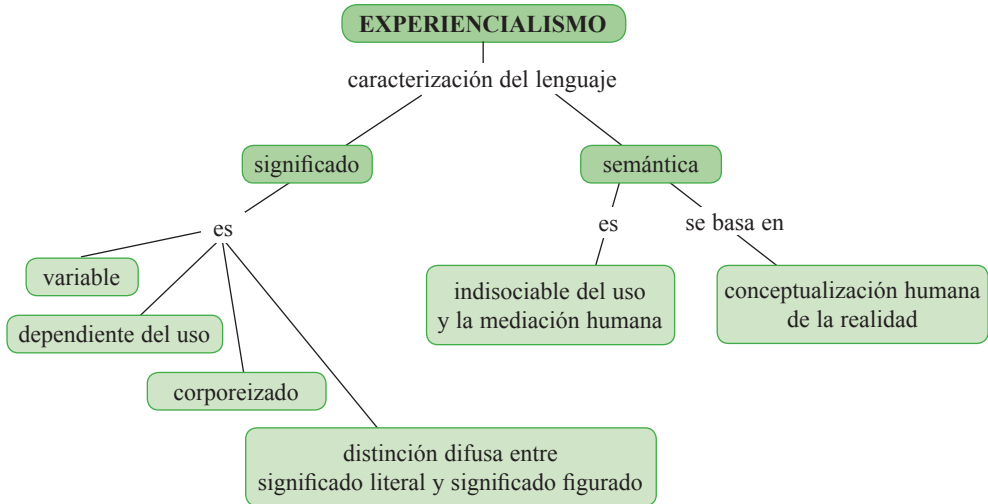 EXPERIENCIALISMO
caracterización del lenguaje
significado
semántica
es
es
se basa en
variable
indisociable del uso
y la mediación humana
conceptualización humana
de la realidad
dependiente del uso
corporeizado
distinción difusa entre
significado literal y significado figurado